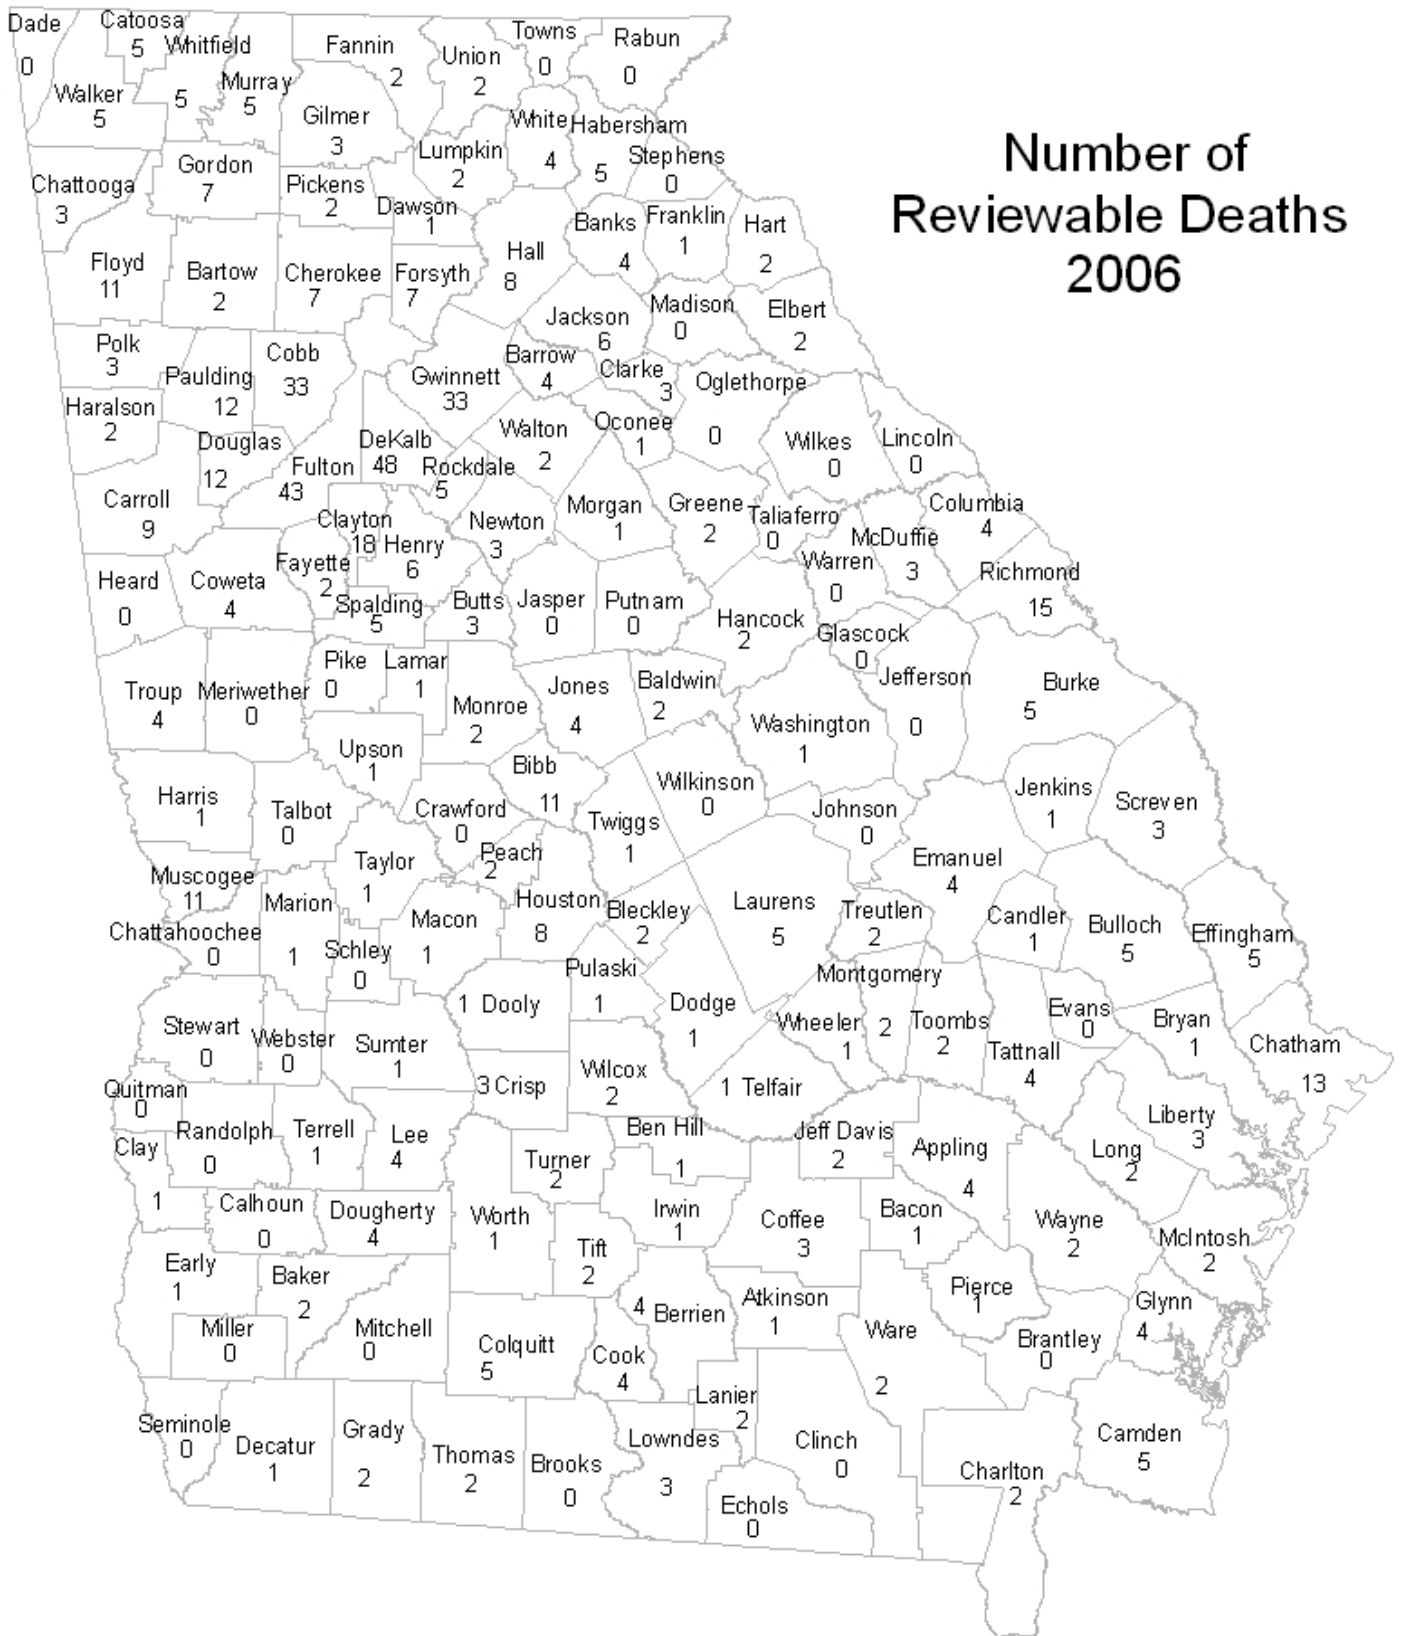 Number of
Reviewable Deaths
2006
Dade
0
Catoosa
5
Whitfield
5
Walker
5
Murray
5
Fannin
2
Gilmer
3
Union
2
Towns
0
Rabun
0
White
4
Habersham
5
Stephens
0
Lumpkin
2
Chattooga
3
Gordon
7
Pickens
2
Dawson
1
Hall
8
Banks
4
Franklin
1
Hart
2
Floyd
11
Bartow
2
Cherokee
7
Forsyth
7
Jackson
6
Madison
0
Elbert
2
Polk
3
Paulding
12
Cobb
33
Gwinnett
33
Barrow
4
Clarke
3
Oglethorpe
0
Haralson
2
Douglas
12
Fulton
43
DeKalb
48
Rockdale
5
Walton
2
Oconee
1
Wilkes
0
Lincoln
0
Carroll
9
Clayton
18
Henry
6
Newton
3
Morgan
1
Greene
2
Taliaferro
0
McDuffie
3
Columbia
4
Heard
0
Coweta
4
Fayette
2
Spalding
5
Butts
3
Jasper
0
Putnam
0
Hancock
2
Warren
0
Richmond
15
Glascock
0
Troup
4
Meriwether
0
Pike
0
Lamar
1
Monroe
2
Jones
4
Baldwin
2
Washington
1
Jefferson
0
Burke
5
Upson
1
Bibb
11
Harris
1
Talbot
0
Crawford
0
Twiggs
1
Wilkinson
0
Johnson
0
Jenkins
1
Screven
3
Muscogee
11
Taylor
1
Peach
2
Houston
8
Bleckley
2
Laurens
5
Treutlen
2
Emanuel
4
Candler
1
Bulloch
5
Effingham
5
Chattahoochee
0
Marion
1
Schley
0
Macon
1
Pulaski
1
Dodge
1
Montgomery
2
Stewart
0
Webster
0
Sumter
1
1 Dooly
Wheeler
1
Toombs
2
Tattnall
4
Evans
0
Bryan
1
Chatham
13
Quitman
0
3 Crisp
Wilcox
2
1 Telfair
Clay
1
Randolph
0
Terrell
1
Lee
4
Turner
2
Ben Hill
1
Jeff Davis
2
Appling
4
Long
2
Liberty
3
Calhoun
0
Dougherty
4
Worth
1
Tift
2
Irwin
1
Coffee
3
Bacon
1
Wayne
2
McIntosh
2
Early
1
Baker
2
Miller
0
Mitchell
0
Colquitt
5
Cook
4
4 Berrien
Atkinson
1
Ware
2
Pierce
1
Brantley
0
Glynn
4
Seminole
0
Decatur
1
Grady
2
Thomas
2
Brooks
0
Lowndes
3
Lanier
2
Clinch
0
Echols
0
Charlton
2
Camden
5